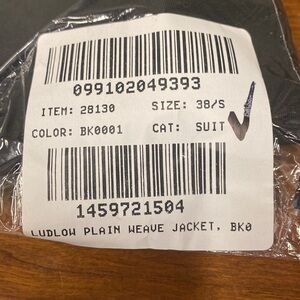 099102049393
ITEM: 28130 SIZE: 38/S
COLOR: BK0001 CAT: SUIT
1459721504
LUDLOW PLAIN WEAVE JACKET, BK0